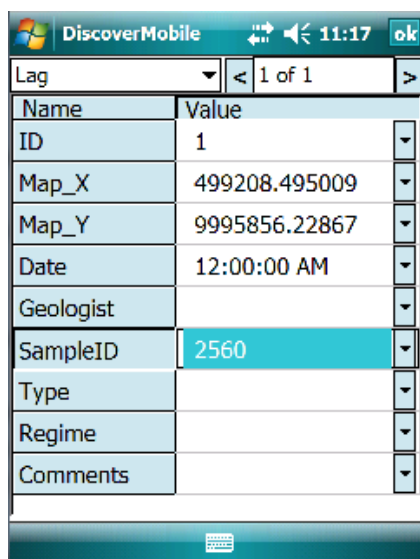 DiscoverMobile 11:17 ok
Lag < 1 of 1 >
Name Value
ID 1
Map_X 499208.495009
Map_Y 9995856.22867
Date 12:00:00 AM
Geologist
SampleID 2560
Type
Regime
Comments